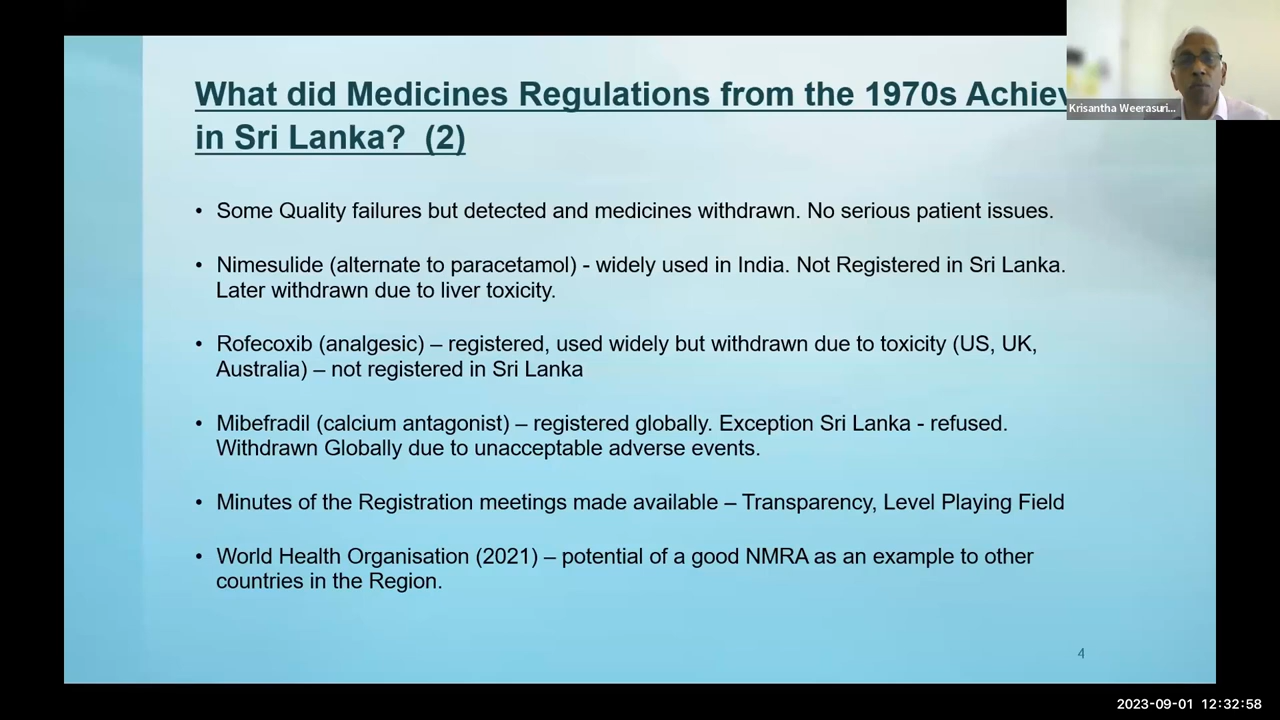 What did Medicines Regulations from the 1970s Achiev
in Sri Lanka? (2)
Krisantha Weerasuri...
• Some Quality failures but detected and medicines withdrawn. No serious patient issues.
• Nimesulide (alternate to paracetamol) - widely used in India. Not Registered in Sri Lanka.
Later withdrawn due to liver toxicity.
• Rofecoxib (analgesic) – registered, used widely but withdrawn due to toxicity (US, UK,
Australia) – not registered in Sri Lanka
• Mibefradil (calcium antagonist) – registered globally. Exception Sri Lanka - refused.
Withdrawn Globally due to unacceptable adverse events.
• Minutes of the Registration meetings made available – Transparency, Level Playing Field
• World Health Organisation (2021) – potential of a good NMRA as an example to other
countries in the Region.
4
2023-09-01 12:32:58